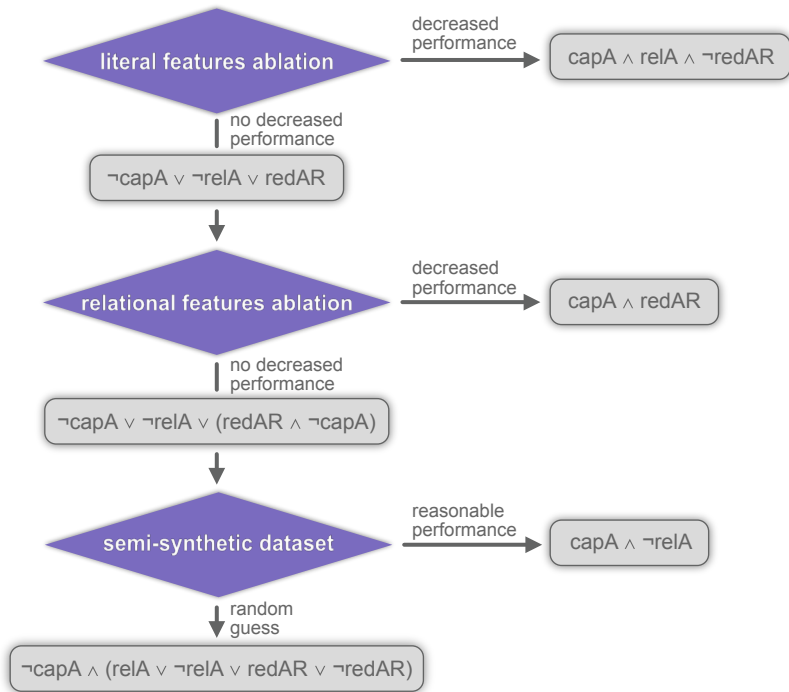 literal features ablation
decreased
performance
capA ∧ relA ∧ ¬redAR
no decreased
performance
¬capA ∨ ¬relA ∨ redAR
relational features ablation
decreased
performance
capA ∧ redAR
no decreased
performance
¬capA ∨ ¬relA ∨ (redAR ∧ ¬capA)
semi-synthetic dataset
reasonable
performance
capA ∧ ¬relA
random
guess
¬capA ∧ (relA ∨ ¬relA ∨ redAR ∨ ¬redAR)